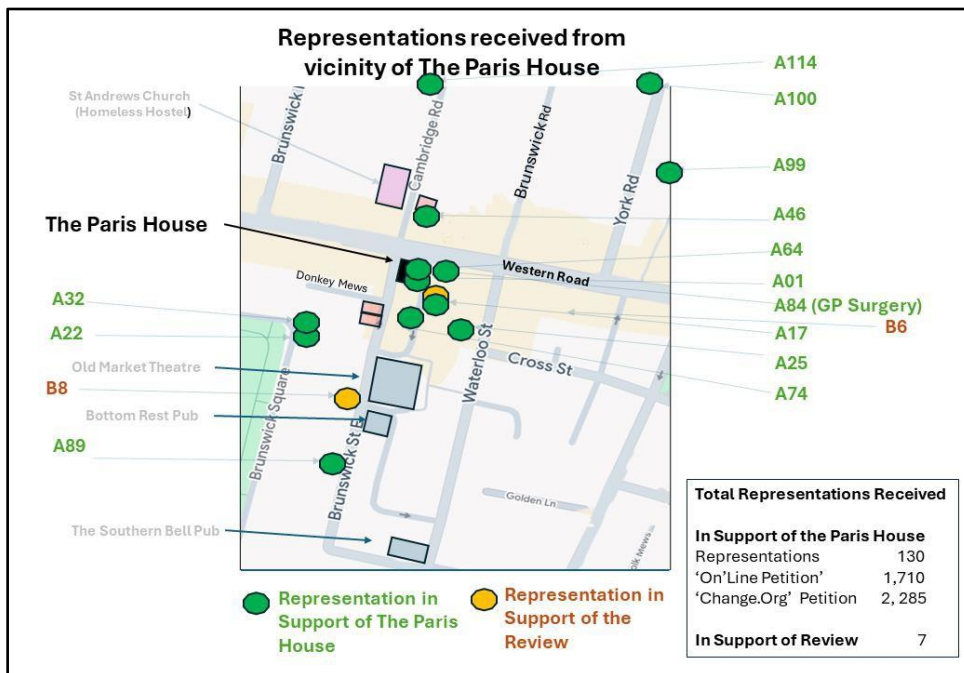 Representations received from
vicinity of The Paris House
A114
A100
A99
A46
A64
A01
A84 (GP Surgery)
A17
B6
A25
A74
St Andrews Church
(Homeless Hostel)
The Paris House
A32
A22
Old Market Theatre
B8
Bottom Rest Pub
A89
The Southern Bell Pub
Cambridge Rd
Brunswick Rd
York Rd
Western Road
Donkey Mews
Brunswick Square
Brunswick St E
Waterloo St
Cross St
Golden Ln
Representation in
Support of The Paris
House
Representation in
Support of the
Review
Total Representations Received
In Support of the Paris House
Representations 130
‘On’Line Petition’ 1,710
‘Change.Org’ Petition 2, 285
In Support of Review 7